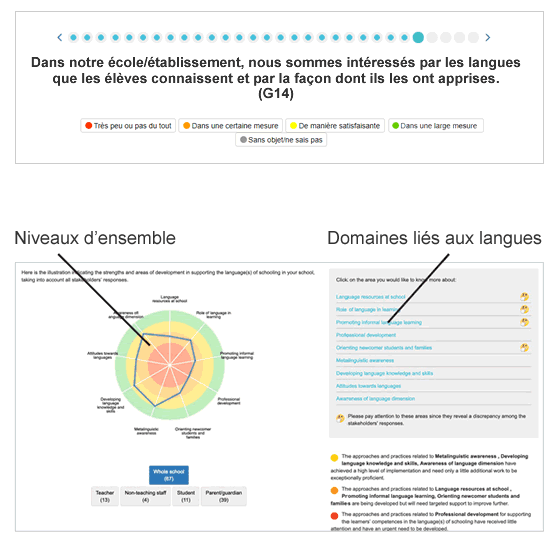 Dans notre école/établissement, nous sommes intéressés par les langues
que les élèves connaissent et par la façon dont ils les ont apprises.
(G14)
Très peu ou pas du tout
Dans une certaine mesure
De manière satisfaisante
Dans une large mesure
Sans objet/ne sais pas
Niveaux d'ensemble
Domaines liés aux langues
Here is the illustration indicating the strengths and areas of development in supporting the language(s) of schooling in your school,
taking into account all stakeholders' responses.
Language
resources at school
Role of language in
learning
Promoting informal
language learning
Professional
development
Orienting newcomer
students and
families
Metalinguistic
awareness
Developing
language
knowledge and
skills
Attitudes towards
languages
Awareness of
language dimension
Whole school
(67)
Teacher
(13)
Non-teaching staff
(4)
Student
(11)
Parent/guardian
(39)
Click on the area you would like to know more about:
Language resources at school
Role of language in learning
Promoting informal language learning
Professional development
Orienting newcomer students and families
Metalinguistic awareness
Developing language knowledge and skills
Attitudes towards languages
Awareness of language dimension
Please pay attention to these areas since they reveal a discrepancy among the
stakeholders' responses.
The approaches and practices related to Metalinguistic awareness , Developing
language knowledge and skills, Awareness of language dimension have
achieved a high level of implementation and need only a little additional work to be
exceptionally proficient.
The approaches and practices related to Language resources at school ,
Promoting informal language learning, Orienting newcomer students and
families are being developed but will need targeted support to improve further.
The approaches and practices related to Professional development for supporting
the learners' competences in the language(s) of schooling have received little
attention and have an urgent need to be developed.